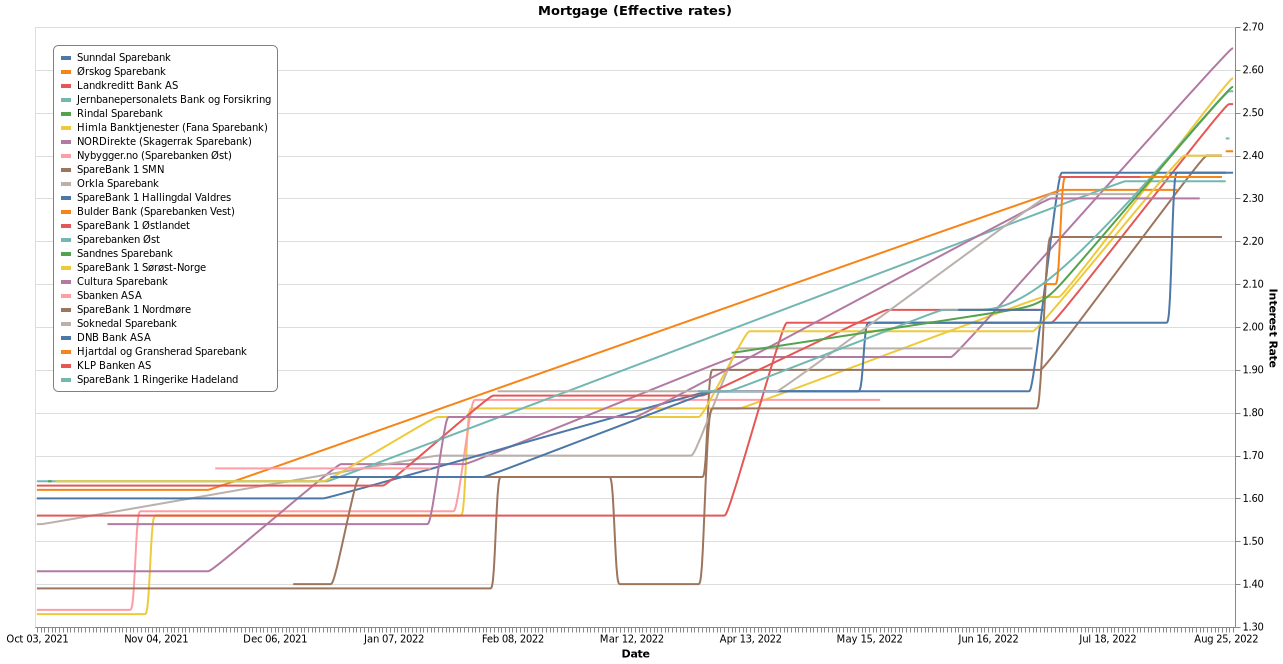 Mortgage (Effective rates)
Sunndal Sparebank
Ørskog Sparebank
Landkreditt Bank AS
Jernbanepersonalets Bank og Forsikring
Rindal Sparebank
Himla Banktjenester (Fana Sparebank)
NORDirekte (Skagerrak Sparebank)
Nybygger.no (Sparebanken Øst)
SpareBank 1 SMN
Orkla Sparebank
SpareBank 1 Hallingdal Valdres
Bulder Bank (Sparebanken Vest)
SpareBank 1 Østlandet
Sparebanken Øst
Sandnes Sparebank
SpareBank 1 Sørøst-Norge
Cultura Sparebank
Sbanken ASA
SpareBank 1 Nordmøre
Soknedal Sparebank
DNB Bank ASA
Hjartdal og Gransherad Sparebank
KLP Banken AS
SpareBank 1 Ringerike Hadeland
2.70
2.60
2.50
2.40
2.30
2.20
2.10
2.00
1.90
1.80
1.70
1.60
1.50
1.40
1.30
Interest Rate
Oct 03, 2021 Nov 04, 2021 Dec 06, 2021 Jan 07, 2022 Feb 08, 2022 Mar 12, 2022 Apr 13, 2022 May 15, 2022 Jun 16, 2022 Jul 18, 2022 Aug 25, 2022
Date